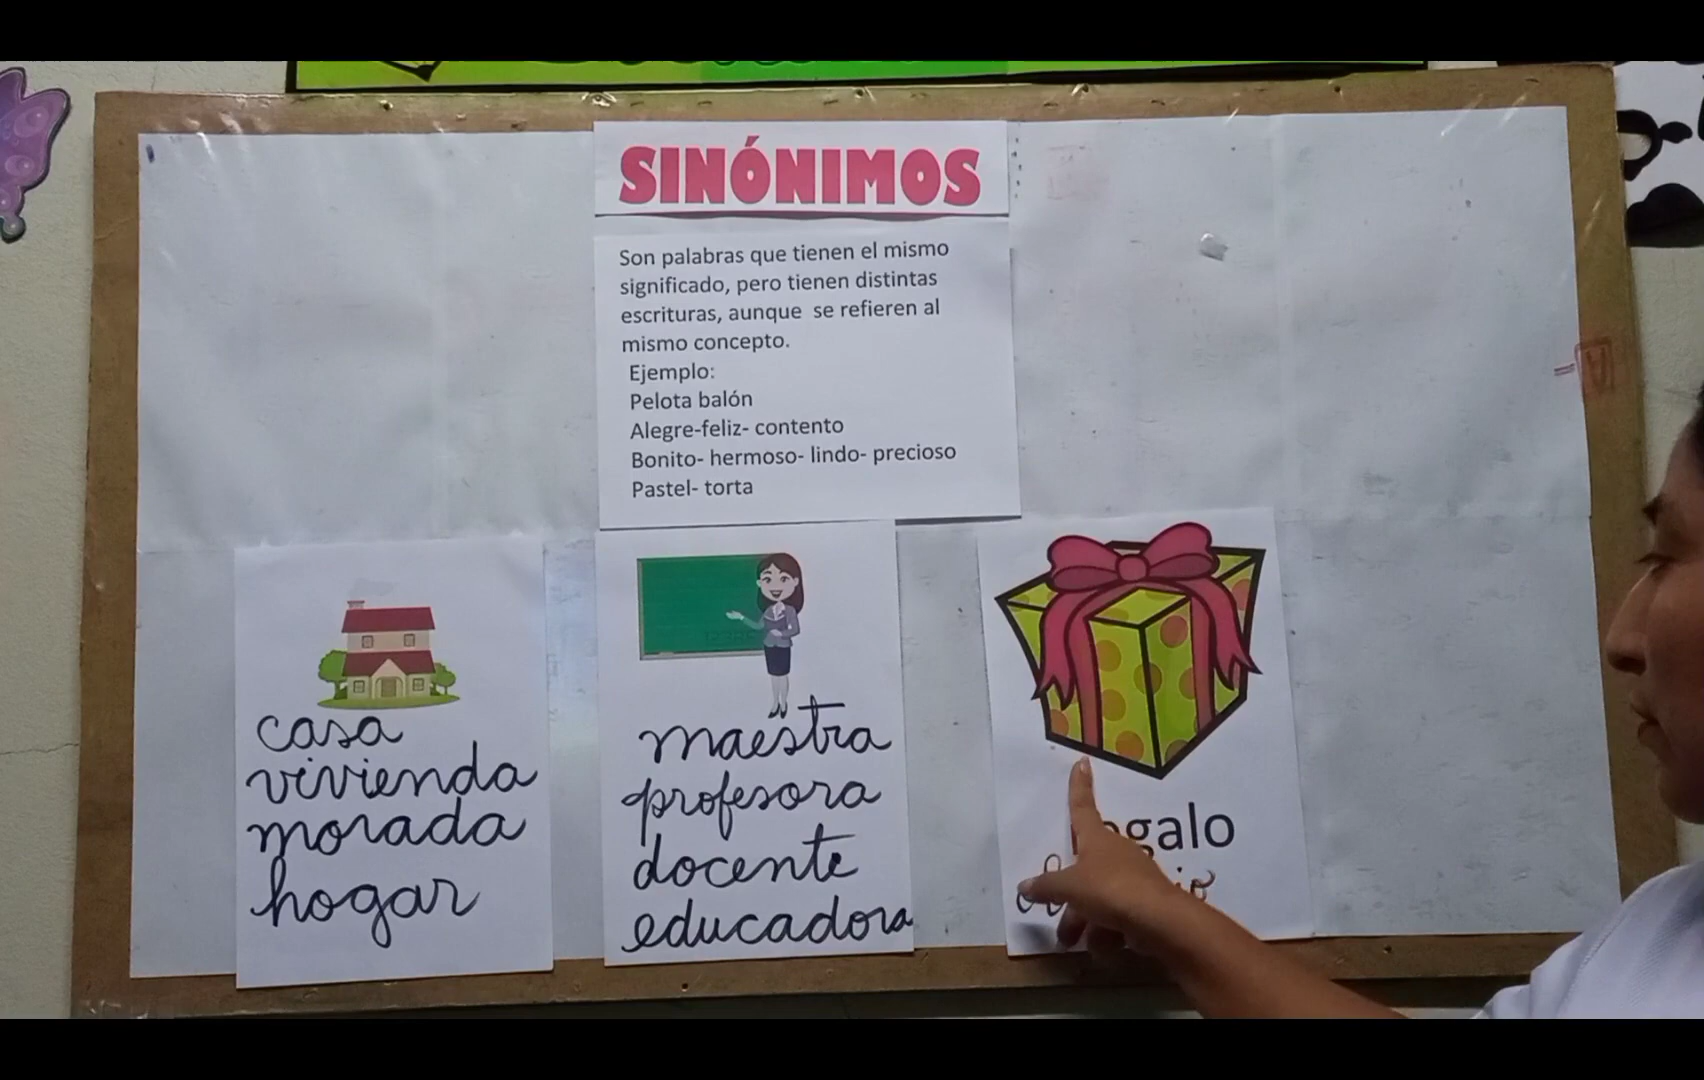 SINÓNIMOS
Son palabras que tienen el mismo
significado, pero tienen distintas
escrituras, aunque se refieren al
mismo concepto.
Ejemplo:
Pelota balón
Alegre-feliz- contento
Bonito- hermoso- lindo- precioso
Pastel- torta
casa
vivienda
morada
hogar
maestra
profesora
docente
educadora
regalo